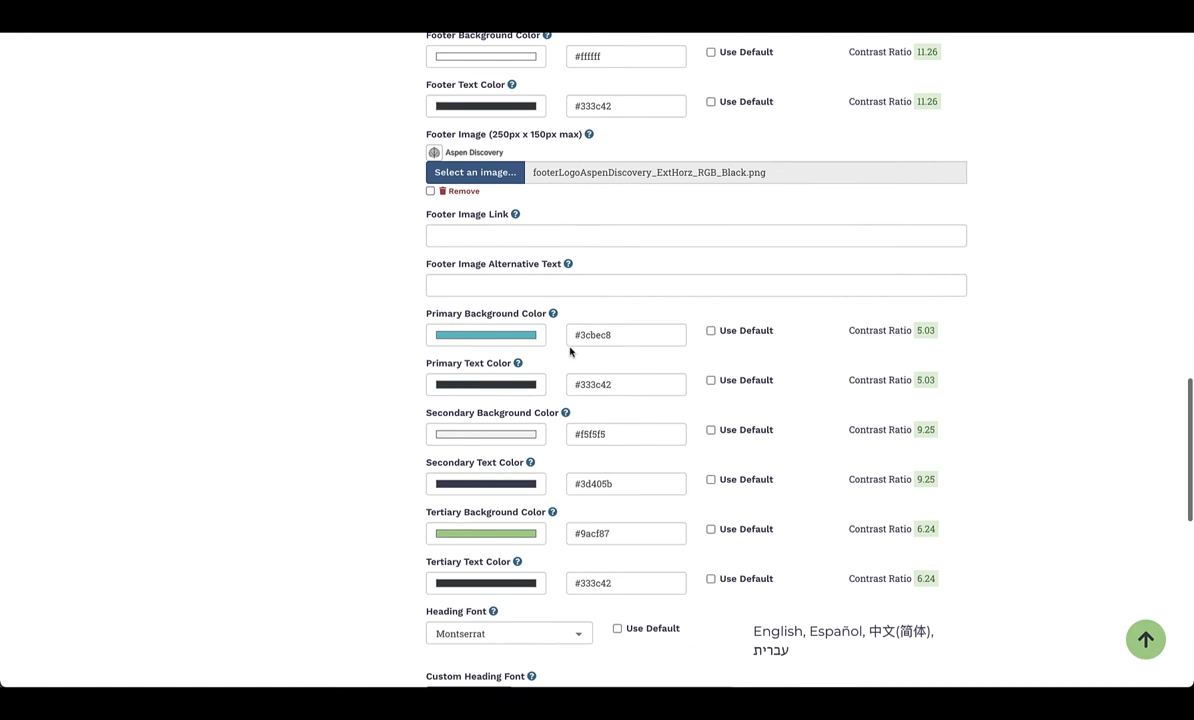 Footer Background Color
#ffffff
Use Default
Contrast Ratio 11.26
Footer Text Color
#333c42
Use Default
Contrast Ratio 11.26
Footer Image (250px x 150px max)
Aspen Discovery
Select an image...
footerLogoAspenDiscovery_ExtHorz_RGB_Black.png
Remove
Footer Image Link
Footer Image Alternative Text
Primary Background Color
#3cbec8
Use Default
Contrast Ratio 5.03
Primary Text Color
#333c42
Use Default
Contrast Ratio 5.03
Secondary Background Color
#f5f5f5
Use Default
Contrast Ratio 9.25
Secondary Text Color
#3d405b
Use Default
Contrast Ratio 9.25
Tertiary Background Color
#9acf87
Use Default
Contrast Ratio 6.24
Tertiary Text Color
#333c42
Use Default
Contrast Ratio 6.24
Heading Font
Montserrat
Use Default
English, Español, 中文(简体),
עברית
Custom Heading Font